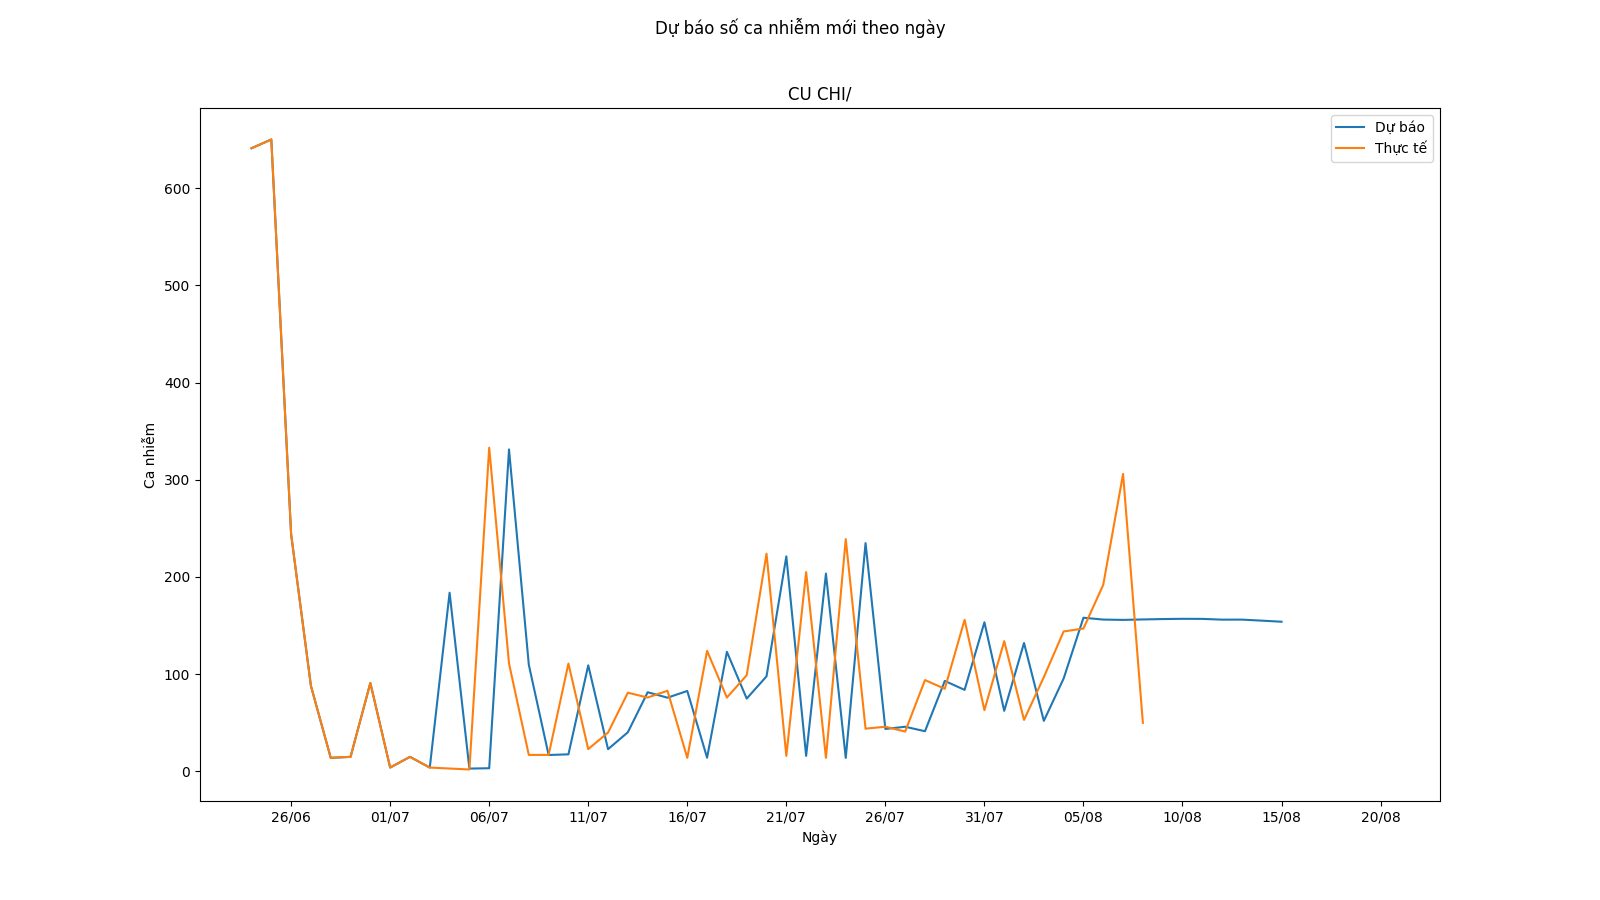 Dự báo số ca nhiễm mới theo ngày
CU CHI/
Dự báo
Thực tế
600
500
400
300
200
100
0
Ca nhiễm
26/06 01/07 06/07 11/07 16/07 21/07 26/07 31/07 05/08 10/08 15/08 20/08
Ngày